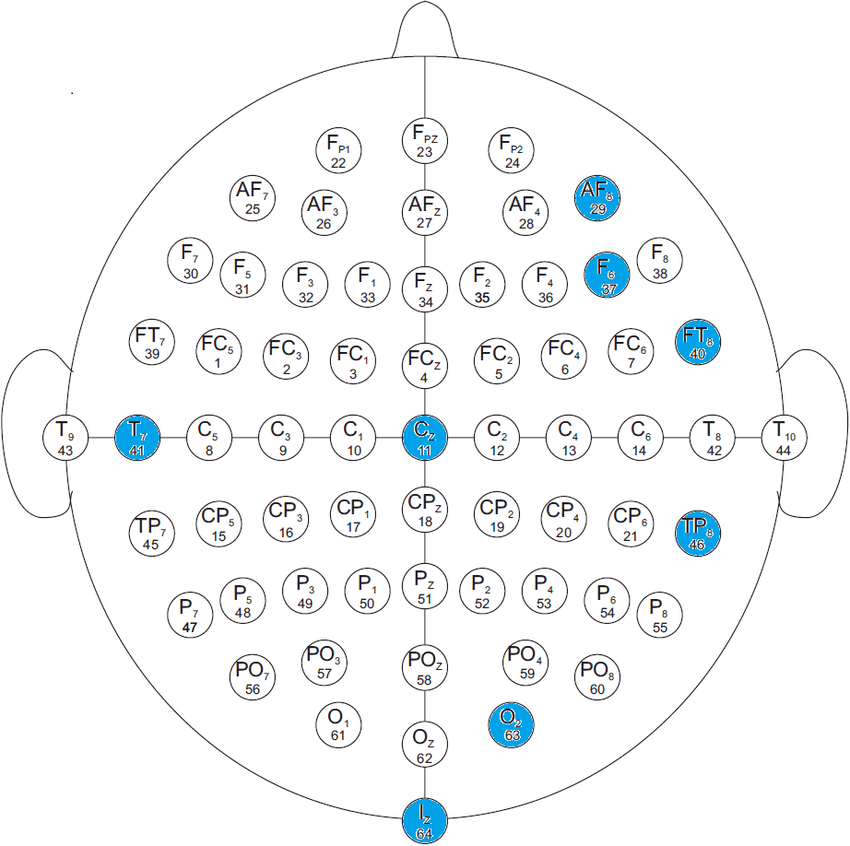 FPZ
23
FP1
22
FP2
24
AF7
25
AF3
26
AFZ
27
AF4
28
AF8
29
F7
30
F5
31
F3
32
F1
33
FZ
34
F2
35
F4
36
F6
37
F8
38
FT7
39
FC5
1
FC3
2
FC1
3
FCZ
4
FC2
5
FC4
6
FC6
7
FT8
40
T9
43
T7
41
C5
8
C3
9
C1
10
CZ
11
C2
12
C4
13
C6
14
T8
42
T10
44
TP7
45
CP5
15
CP3
16
CP1
17
CPZ
18
CP2
19
CP4
20
CP6
21
TP8
46
P7
47
P5
48
P3
49
P1
50
PZ
51
P2
52
P4
53
P6
54
P8
55
PO7
56
PO3
57
POZ
58
PO4
59
PO8
60
O1
61
OZ
62
O2
63
IZ
64